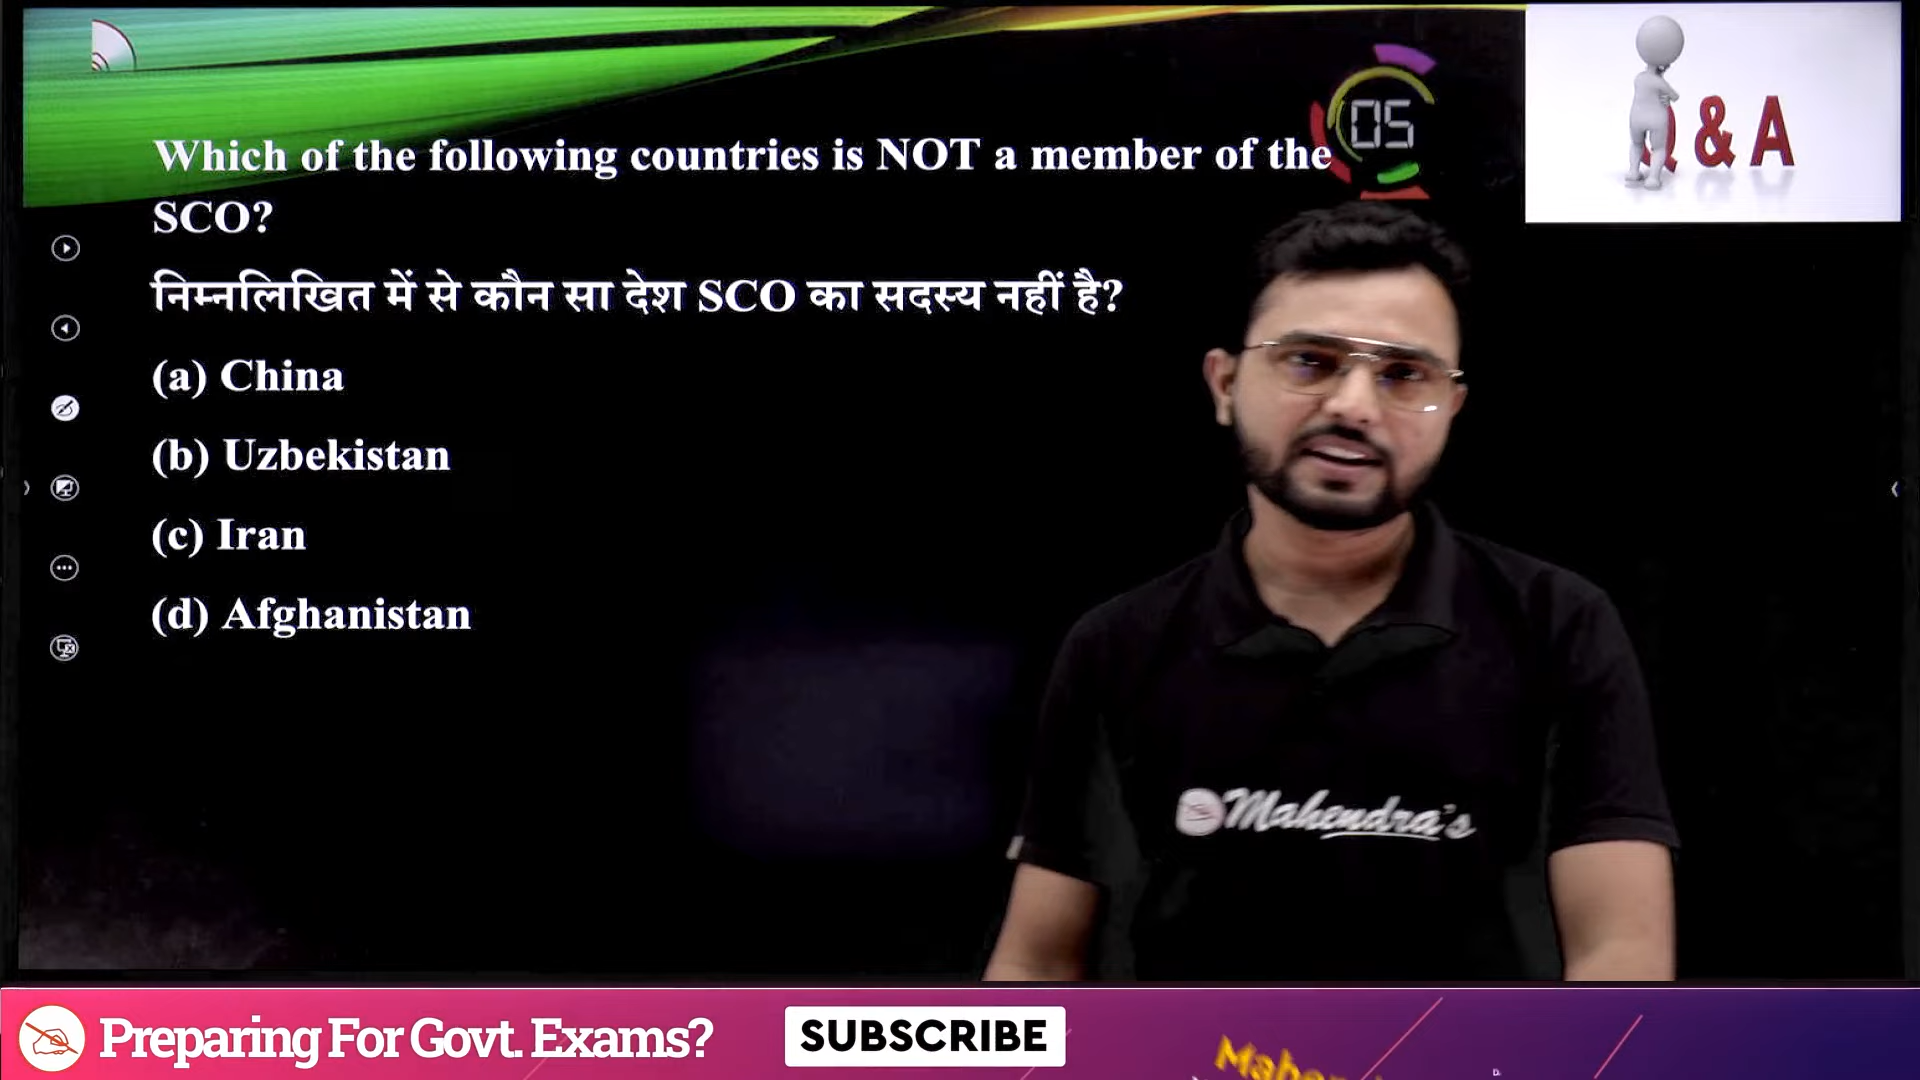 05
Q & A
Which of the following countries is NOT a member of the
SCO?
निम्नलिखित में से कौन सा देश SCO का सदस्य नहीं है?
(a) China
(b) Uzbekistan
(c) Iran
(d) Afghanistan
Mahendra's
Preparing For Govt. Exams?
SUBSCRIBE